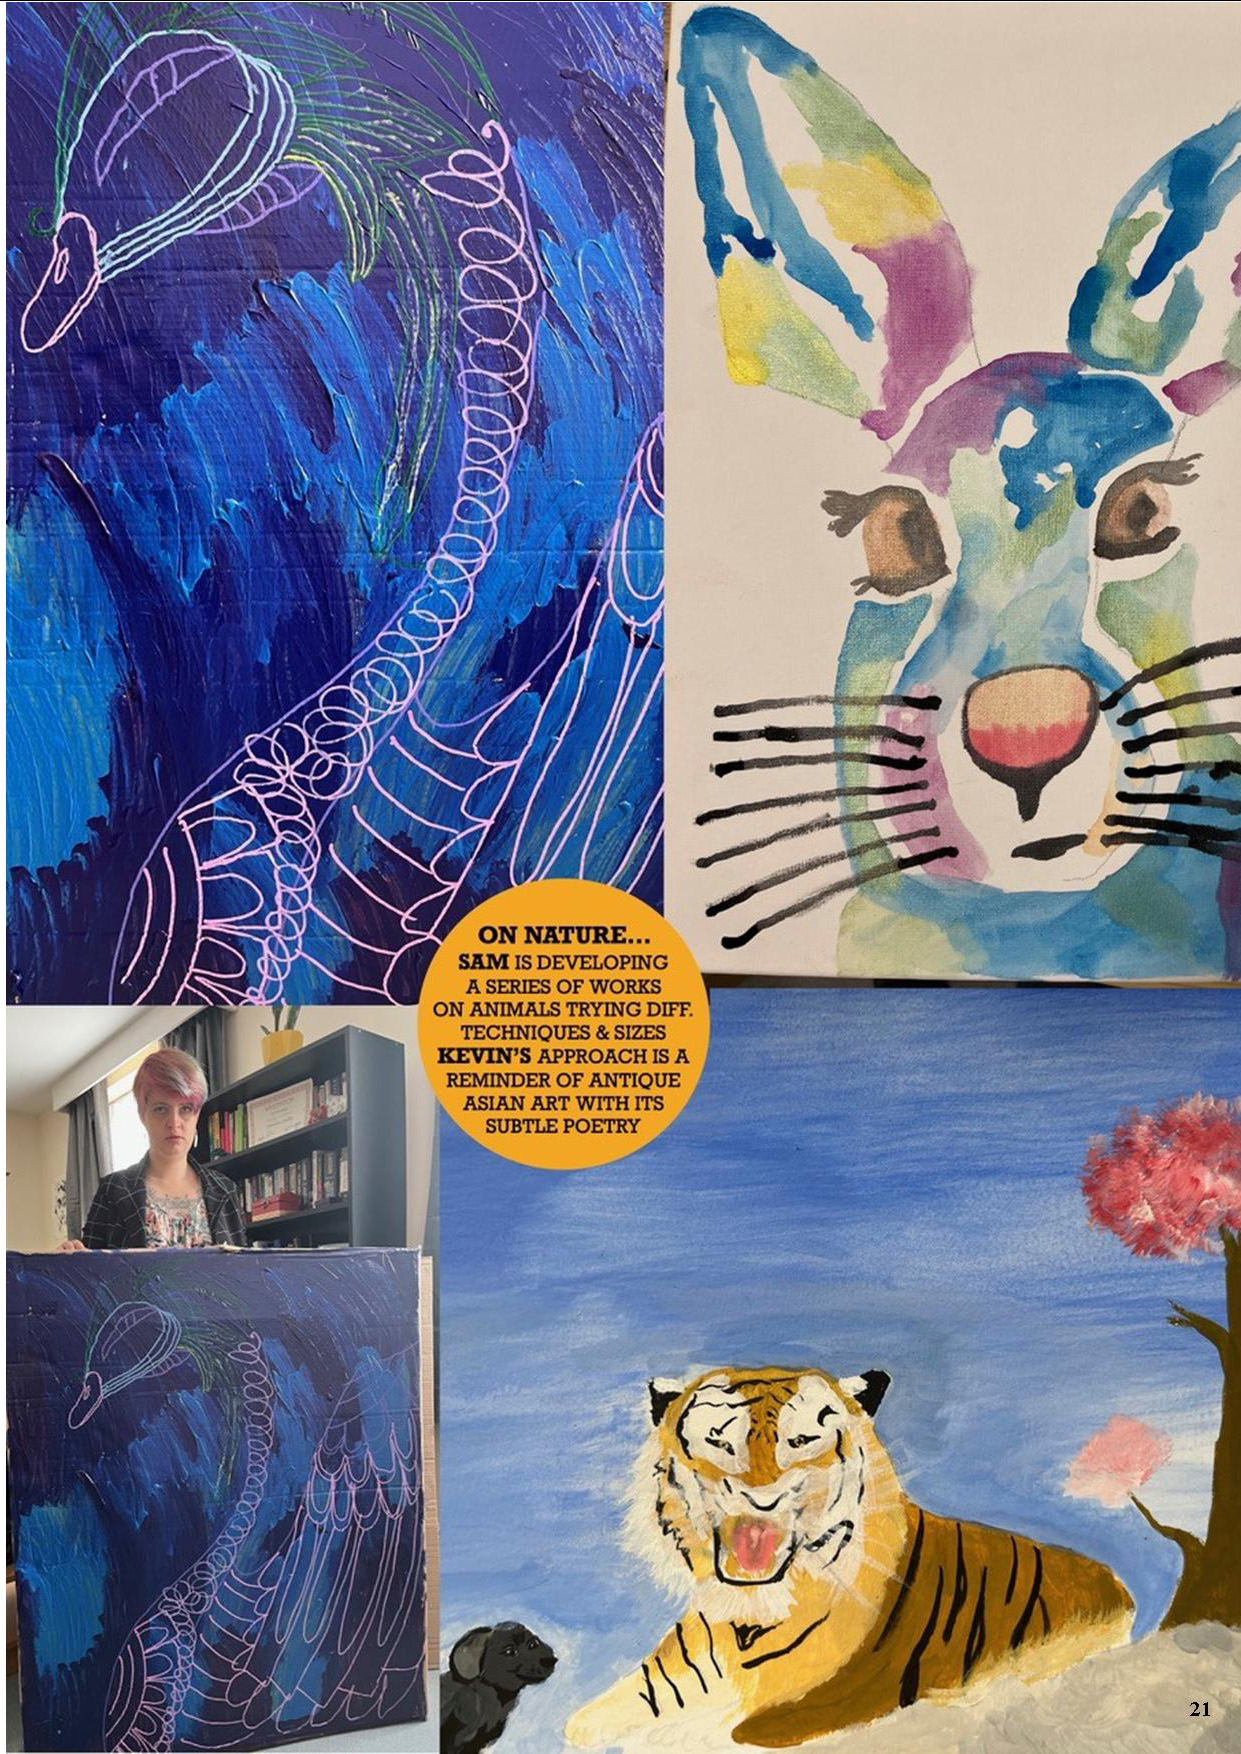 ON NATURE...
SAM IS DEVELOPING
A SERIES OF WORKS
ON ANIMALS TRYING DIFF.
TECHNIQUES & SIZES
KEVIN'S APPROACH IS A
REMINDER OF ANTIQUE
ASIAN ART WITH ITS
SUBTLE POETRY
21